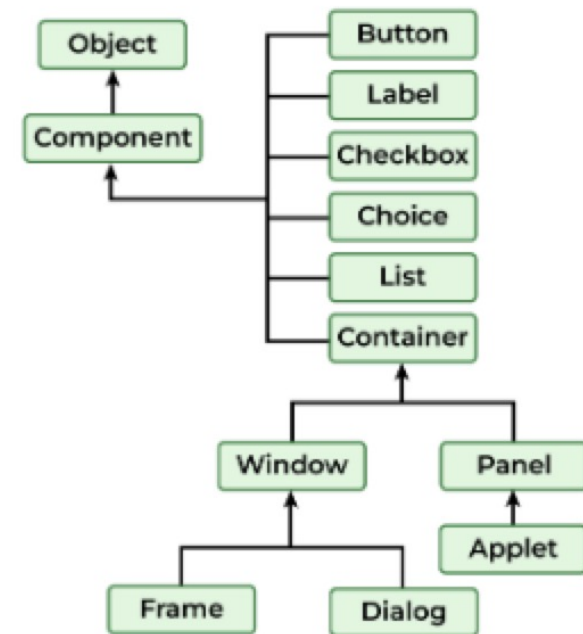 Object
Component
Button
Label
Checkbox
Choice
List
Container
Window
Panel
Applet
Frame
Dialog